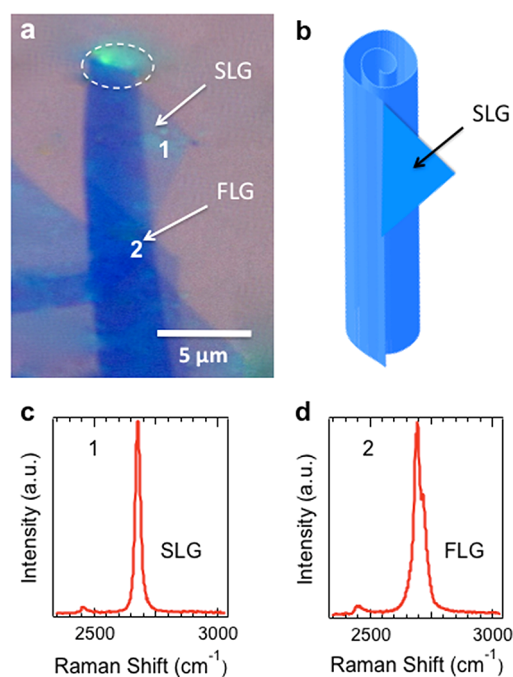 a
SLG
1
FLG
2
5 µm
b
SLG
c
1
SLG
Intensity (a.u.)
2500
3000
Raman Shift (cm⁻¹)
d
2
FLG
Intensity (a.u.)
2500
3000
Raman Shift (cm⁻¹)